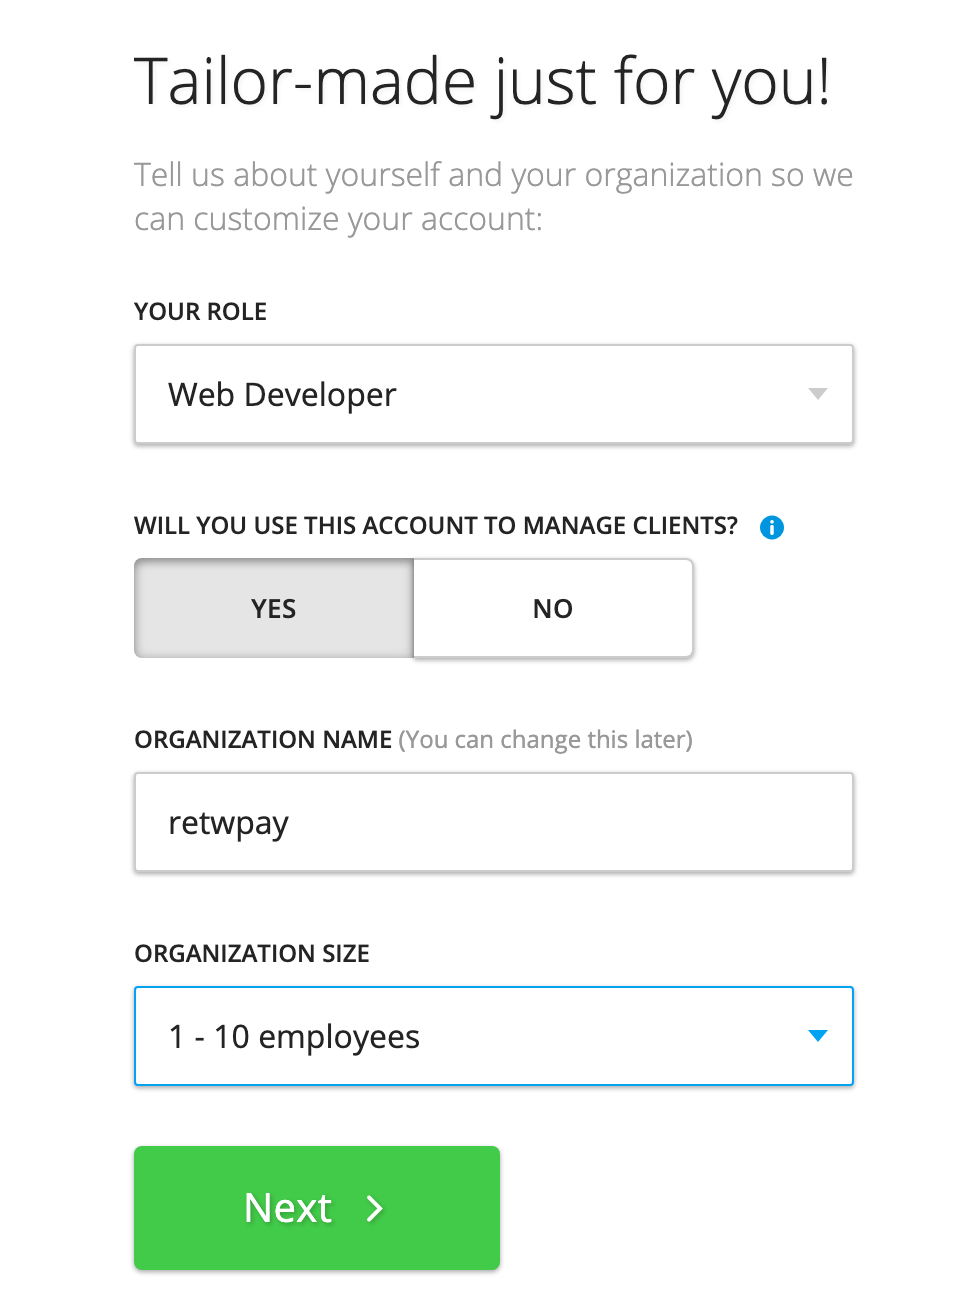 Tailor-made just for you!
Tell us about yourself and your organization so we
can customize your account:
YOUR ROLE
Web Developer
WILL YOU USE THIS ACCOUNT TO MANAGE CLIENTS?
YES NO
ORGANIZATION NAME (You can change this later)
retwpay
ORGANIZATION SIZE
1 - 10 employees
Next